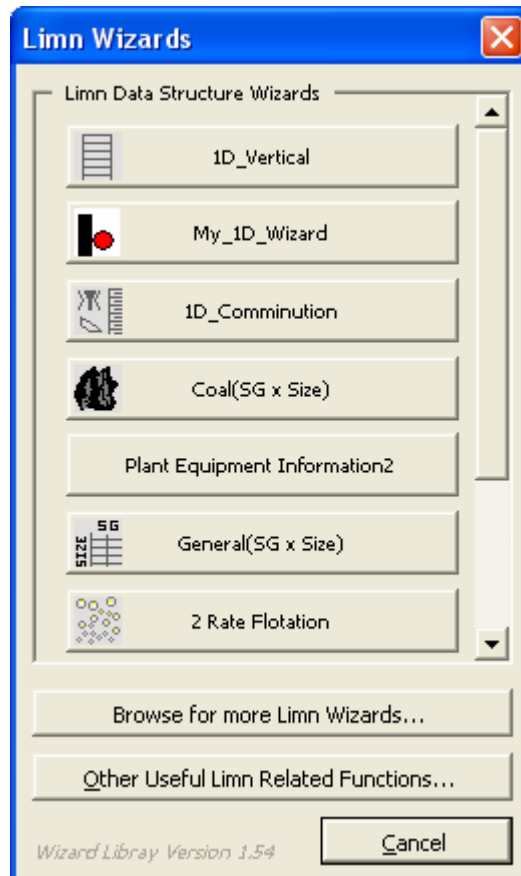 Limn Wizards
Limn Data Structure Wizards
1D_Vertical
My_1D_Wizard
1D_Comminution
Coal(SG x Size)
Plant Equipment Information2
SG
SIZE
General(SG x Size)
2 Rate Flotation
Browse for more Limn Wizards...
Other Useful Limn Related Functions...
Wizard Libray Version 1.54
Cancel